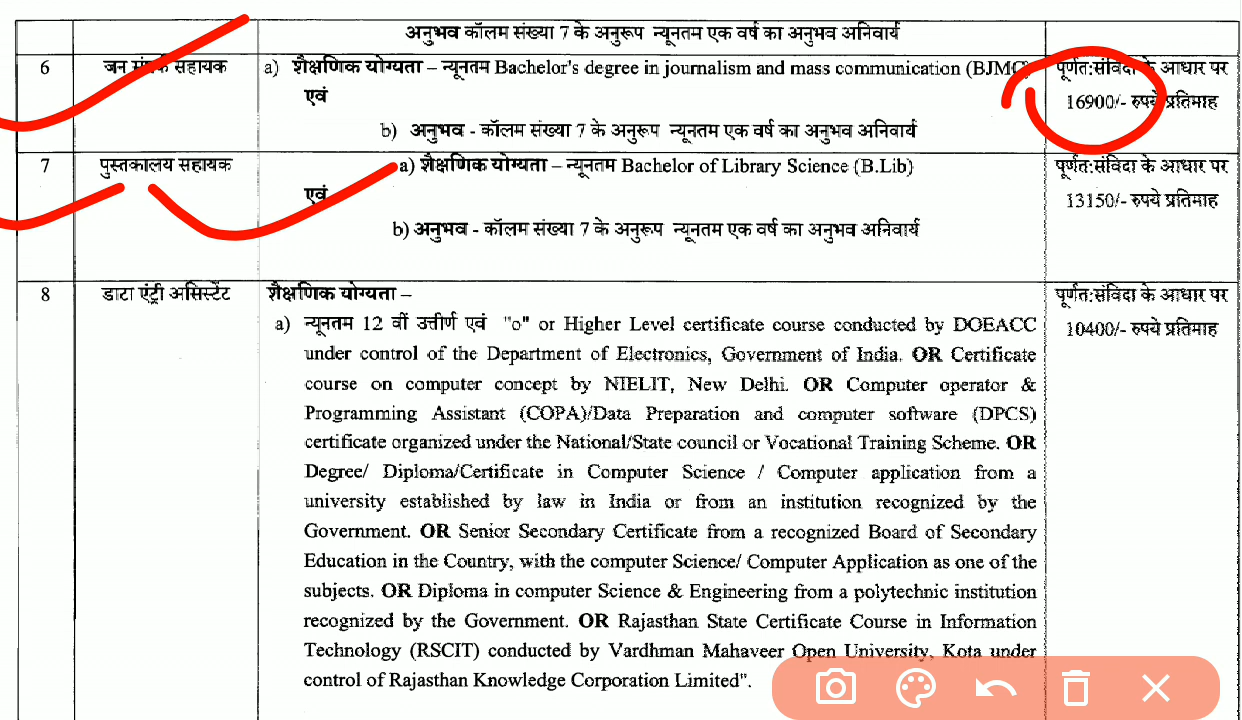 अनुभव कॉलम संख्या 7 के अनुरूप न्यूनतम एक वर्ष का अनुभव अनिवार्य
6 जन संपर्क सहायक a) शैक्षणिक योग्यता – न्यूनतम Bachelor's degree in journalism and mass communication (BJMC) पूर्णत:संविदा के आधार पर
एवं 16900/- रुपये प्रतिमाह
b) अनुभव - कॉलम संख्या 7 के अनुरूप न्यूनतम एक वर्ष का अनुभव अनिवार्य
7 पुस्तकालय सहायक a) शैक्षणिक योग्यता – न्यूनतम Bachelor of Library Science (B.Lib) पूर्णत:संविदा के आधार पर
एवं 13150/- रुपये प्रतिमाह
b) अनुभव - कॉलम संख्या 7 के अनुरूप न्यूनतम एक वर्ष का अनुभव अनिवार्य
8 डाटा एंट्री असिस्टेंट शैक्षणिक योग्यता – पूर्णत:संविदा के आधार पर
a) न्यूनतम 12 वीं उत्तीर्ण एवं "o" or Higher Level certificate course conducted by DOEACC 10400/- रुपये प्रतिमाह
under control of the Department of Electronics, Government of India. OR Certificate
course on computer concept by NIELIT, New Delhi. OR Computer operator &
Programming Assistant (COPA)/Data Preparation and computer software (DPCS)
certificate organized under the National/State council or Vocational Training Scheme. OR
Degree/ Diploma/Certificate in Computer Science / Computer application from a
university established by law in India or from an institution recognized by the
Government. OR Senior Secondary Certificate from a recognized Board of Secondary
Education in the Country, with the computer Science/ Computer Application as one of the
subjects. OR Diploma in computer Science & Engineering from a polytechnic institution
recognized by the Government. OR Rajasthan State Certificate Course in Information
Technology (RSCIT) conducted by Vardhman Mahaveer Open University, Kota under
control of Rajasthan Knowledge Corporation Limited".